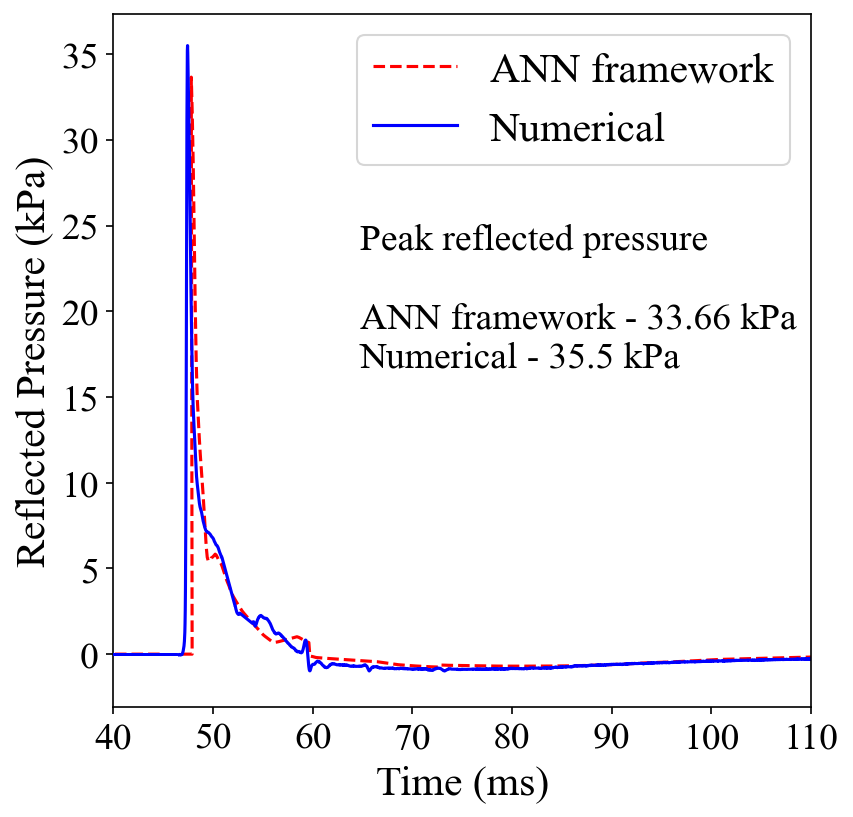 ANN framework
Numerical
Peak reflected pressure
ANN framework - 33.66 kPa
Numerical - 35.5 kPa
Reflected Pressure (kPa)
35
30
25
20
15
10
5
0
40 50 60 70 80 90 100 110
Time (ms)